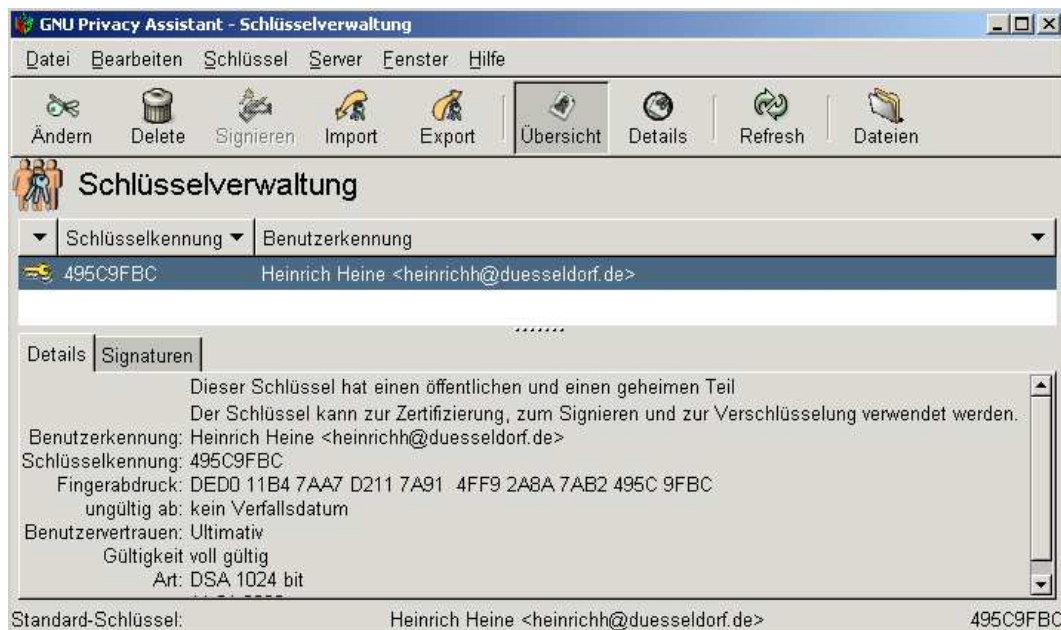 GNU Privacy Assistant - Schlüsselverwaltung
Datei Bearbeiten Schlüssel Server Fenster Hilfe
Ändern Delete Signieren Import Export Übersicht Details Refresh Dateien
Schlüsselverwaltung
Schlüsselkennung Benutzerkennung
495C9FBC Heinrich Heine <heinrichh@duesseldorf.de>
Details Signaturen
Dieser Schlüssel hat einen öffentlichen und einen geheimen Teil
Der Schlüssel kann zur Zertifizierung, zum Signieren und zur Verschlüsselung verwendet werden.
Benutzerkennung: Heinrich Heine <heinrichh@duesseldorf.de>
Schlüsselkennung: 495C9FBC
Fingerabdruck: DED0 11B4 7AA7 D211 7A91 4FF9 2A8A 7AB2 495C 9FBC
ungültig ab: kein Verfallsdatum
Benutzervertrauen: Ultimativ
Gültigkeit voll gültig
Art: DSA 1024 bit
Standard-Schlüssel: Heinrich Heine <heinrichh@duesseldorf.de> 495C9FBC